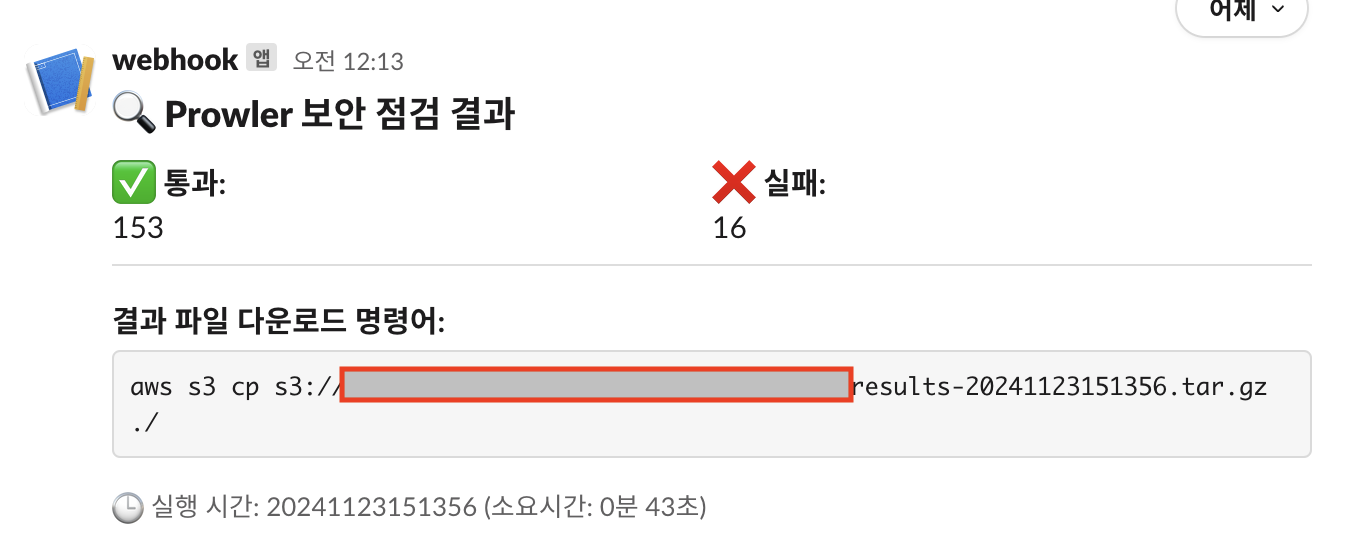 어제
webhook 앱 오전 12:13
Prowler 보안 점검 결과
통과: 실패:
153 16
결과 파일 다운로드 명령어:
aws s3 cp s3:// results-20241123151356.tar.gz
./
실행 시간: 20241123151356 (소요시간: 0분 43초)